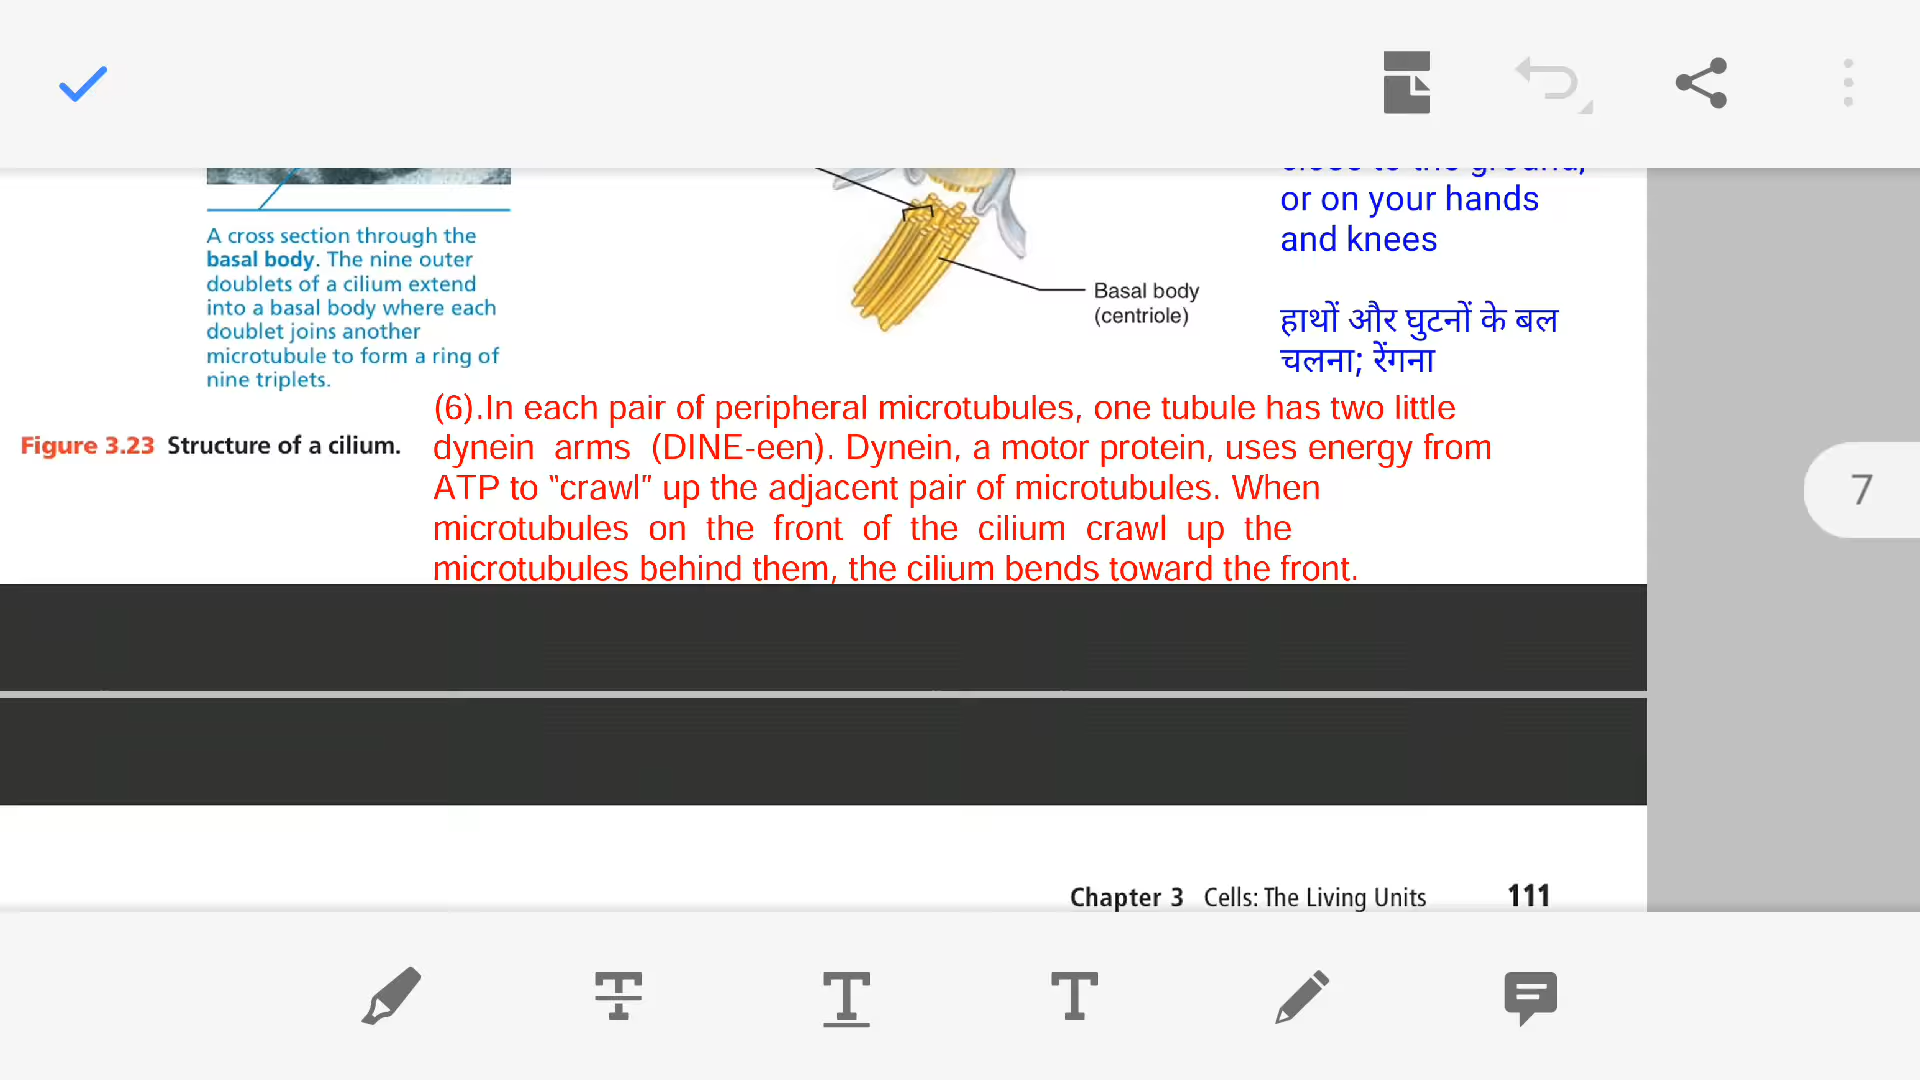 close to the ground,
or on your hands
and knees
हाथों और घुटनों के बल
चलना; रेंगना
A cross section through the
basal body. The nine outer
doublets of a cilium extend
into a basal body where each
doublet joins another
microtubule to form a ring of
nine triplets.
Basal body
(centriole)
Figure 3.23 Structure of a cilium.
(6).In each pair of peripheral microtubules, one tubule has two little
dynein arms (DINE-een). Dynein, a motor protein, uses energy from
ATP to "crawl" up the adjacent pair of microtubules. When
microtubules on the front of the cilium crawl up the
microtubules behind them, the cilium bends toward the front.
7
Chapter 3 Cells: The Living Units 111